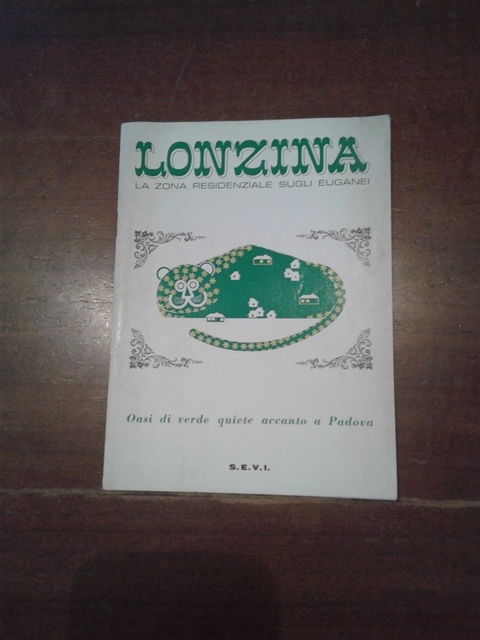 LONZINA
LA ZONA RESIDENZIALE SUGLI EUGANEI
Oasi di verde quiete accanto a Padova
S.E.V.I.